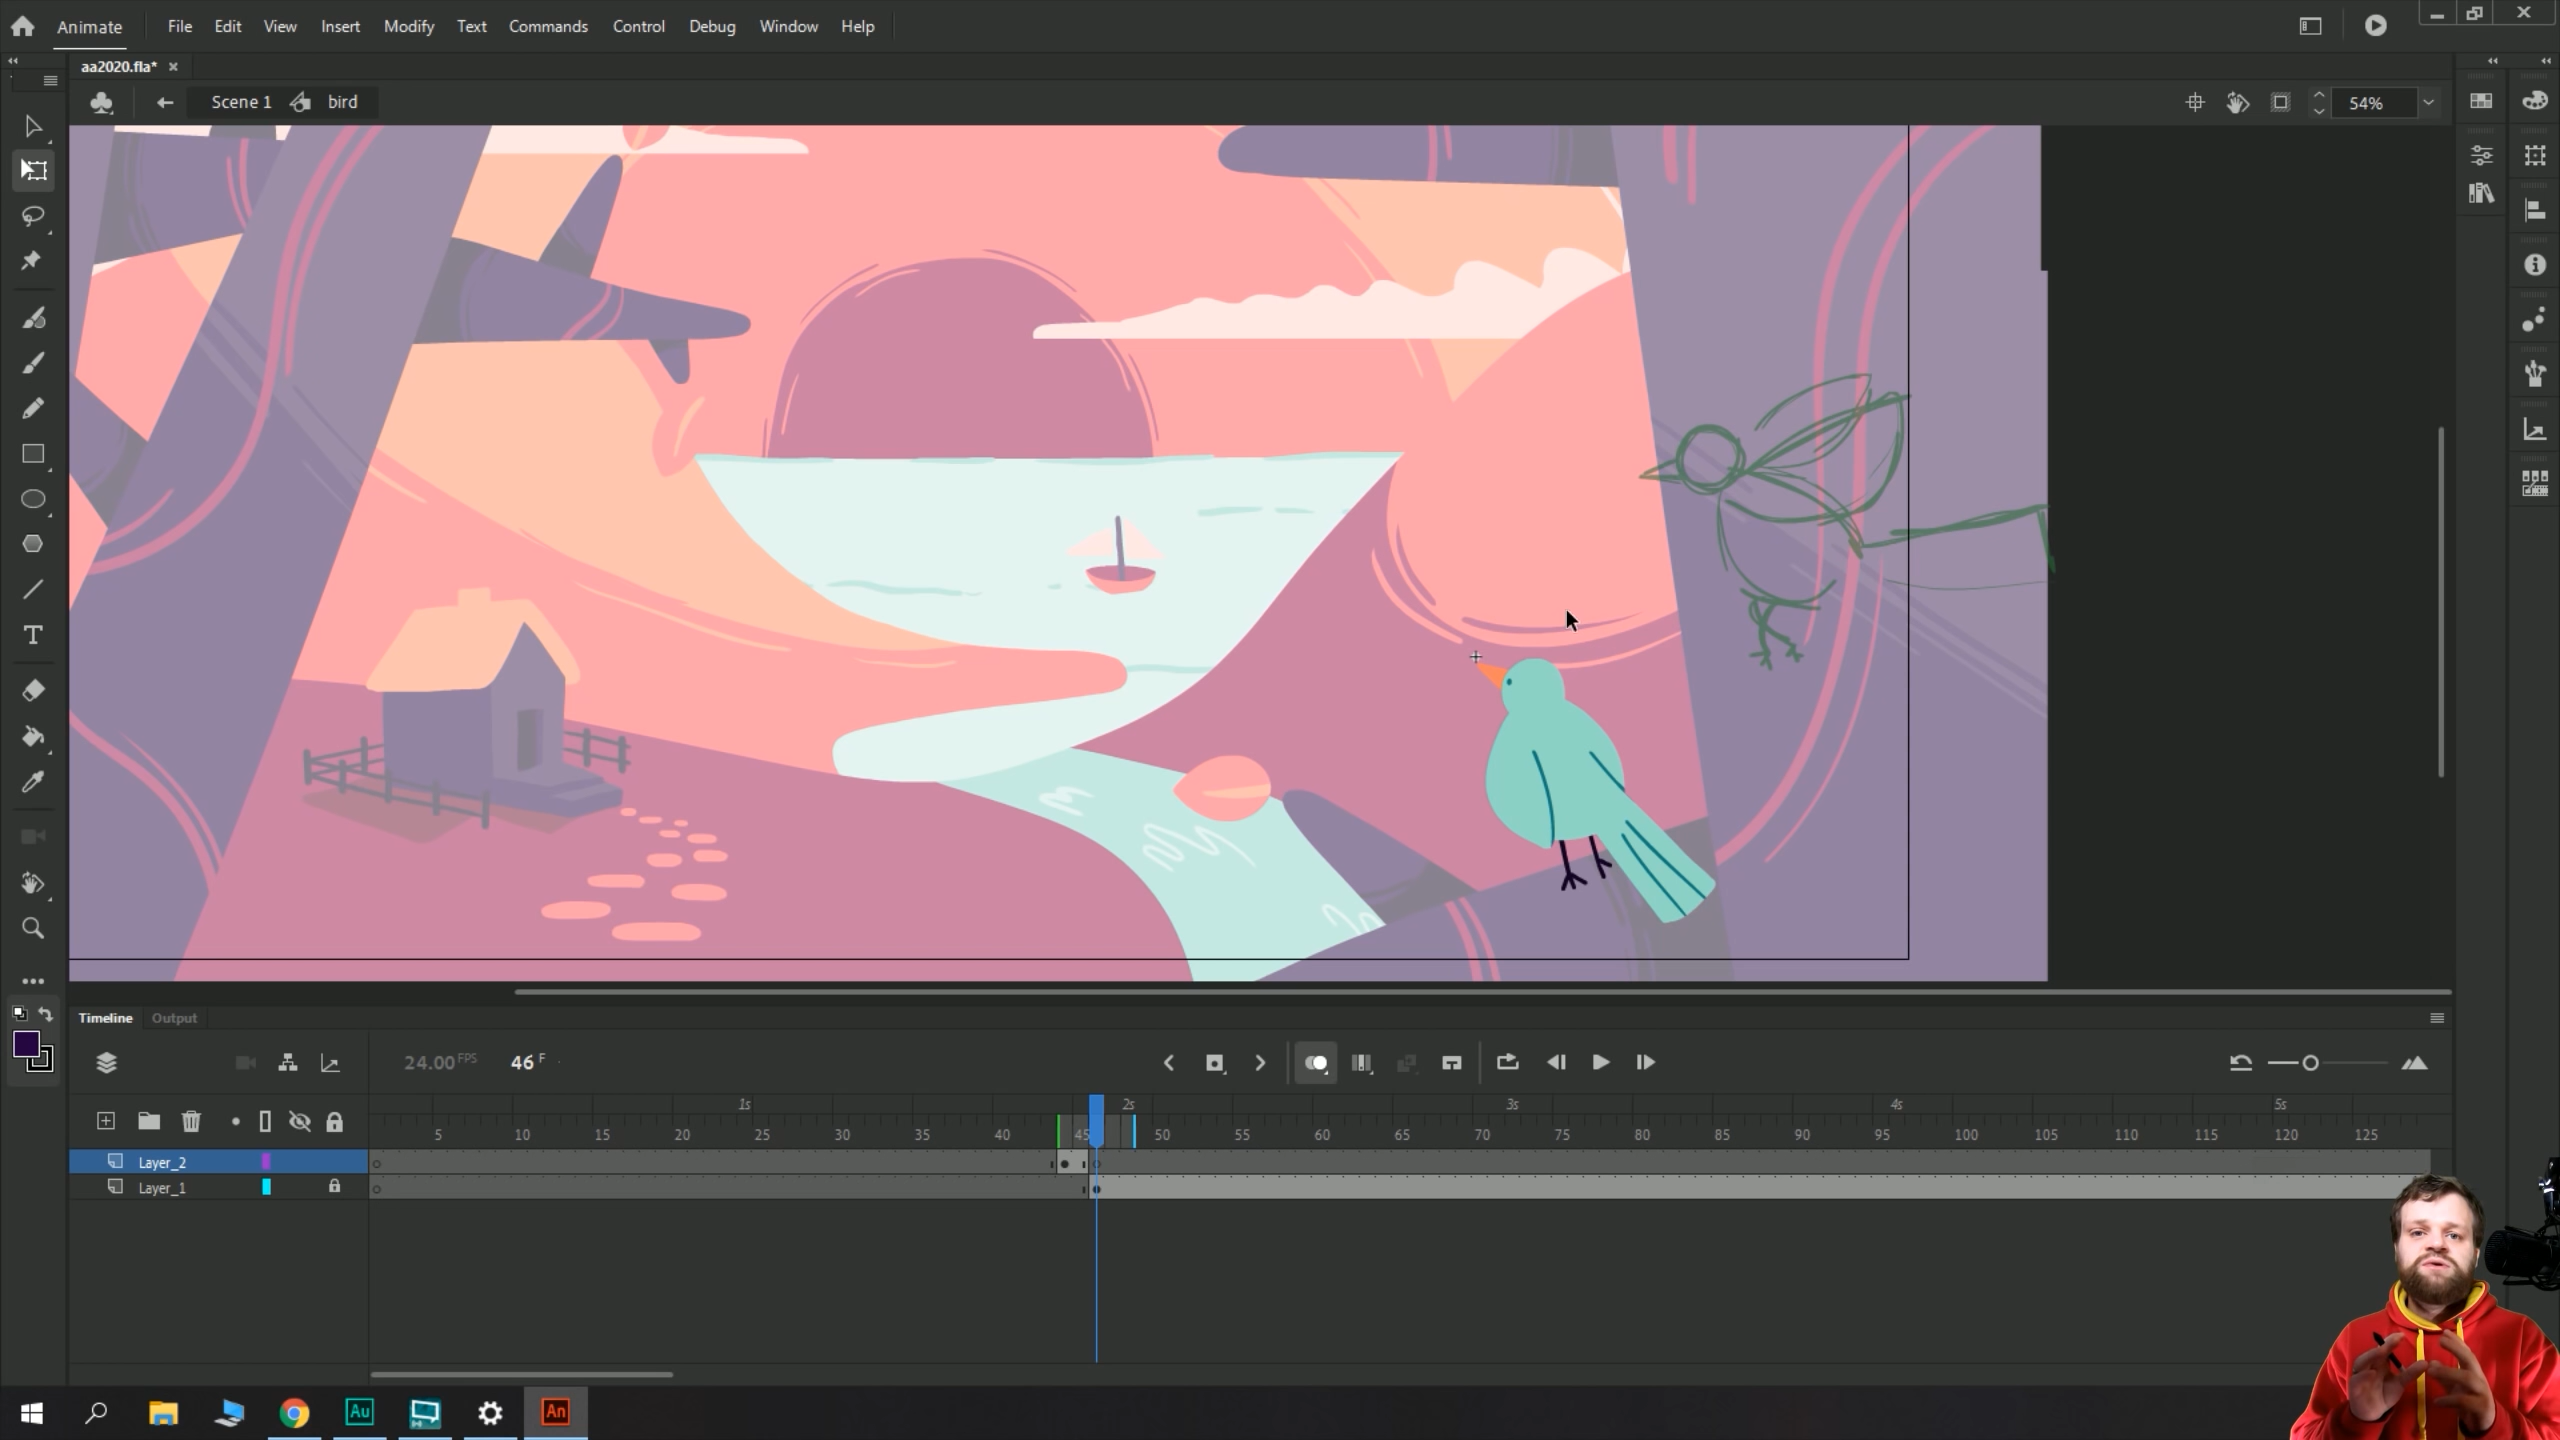 Animate File Edit View Insert Modify Text Commands Control Debug Window Help
aa2020.fla* ×
Scene 1 bird 54%
T
Timeline Output
24.00 FPS 46 F
1s 2s 3s 4s 5s
5 10 15 20 25 30 35 40 45 50 55 60 65 70 75 80 85 90 95 100 105 110 115 120 125
Layer_2
Layer_1
Au An